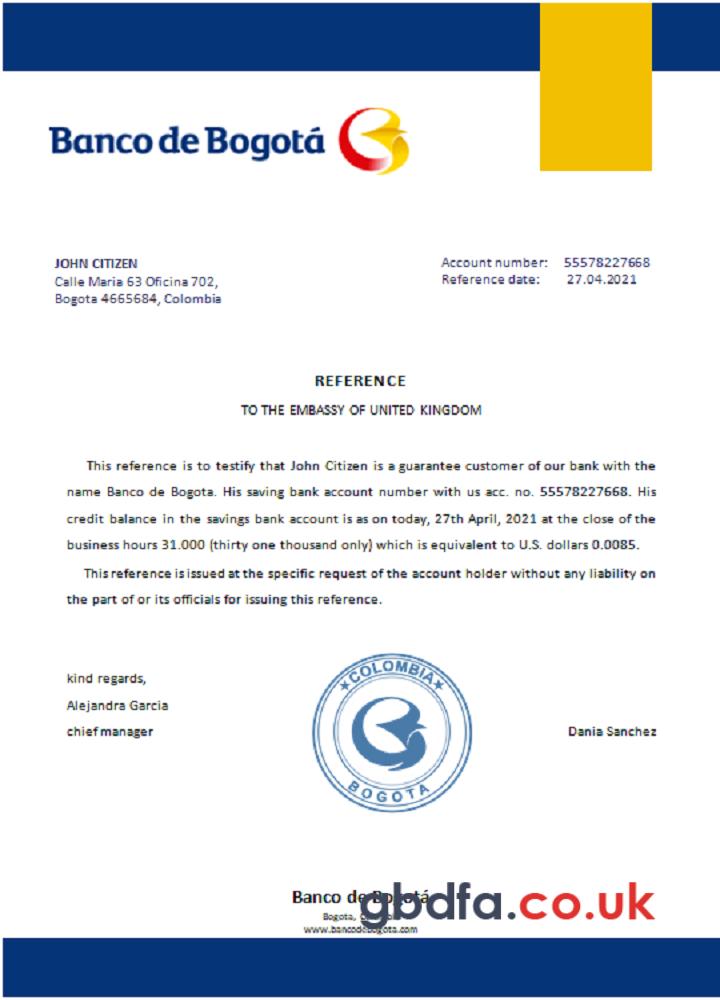 Banco de Bogotá
JOHN CITIZEN
Calle Maria 63 Oficina 702,
Bogota 4665684, Colombia
Account number: 55578227668
Reference date: 27.04.2021
REFERENCE
TO THE EMBASSY OF UNITED KINGDOM
This reference is to testify that John Citizen is a guarantee customer of our bank with the
name Banco de Bogota. His saving bank account number with us acc. no. 55578227668. His
credit balance in the savings bank account is as on today, 27th April, 2021 at the close of the
business hours 31.000 (thirty one thousand only) which is equivalent to U.S. dollars 0.0085.
This reference is issued at the specific request of the account holder without any liability on
the part of or its officials for issuing this reference.
kind regards,
Alejandra Garcia
chief manager
COLOMBIA
BOGOTA
Dania Sanchez
Banco de Bogotá
gbdfa.co.uk
Bogota,
www.bancodebogota.com